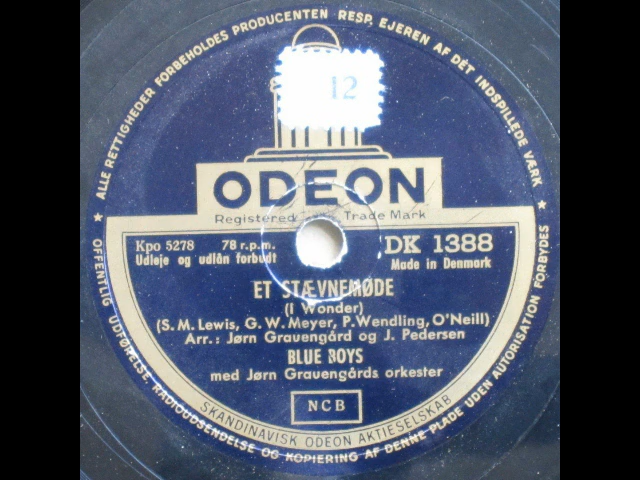 ★ ALLE RETTIGHEDER FORBEHOLDES PRODUCENTEN RESP. EJEREN AF DET INDSPILLEDE VÆRK ★
12
ODEON
Registered Trade Mark
Kpo 5278 78 r.p.m. DK 1388
Udleje og udlån forbudt Made in Denmark
ET STÆVNEMØDE
(I Wonder)
(S. M. Lewis, G. W. Meyer, P. Wendling, O'Neill)
Arr.: Jørn Gravengård og J. Pedersen
BLUE BOYS
med Jørn Gravengårds orkester
NCB
SKANDINAVISK ODEON AKTIESELSKAB
OFFENTLIG UDFØRELSE, RADIOUDSENDELSE OG KOPIERING AF DENNE PLADE UDEN AUTORISATION FORBYDES